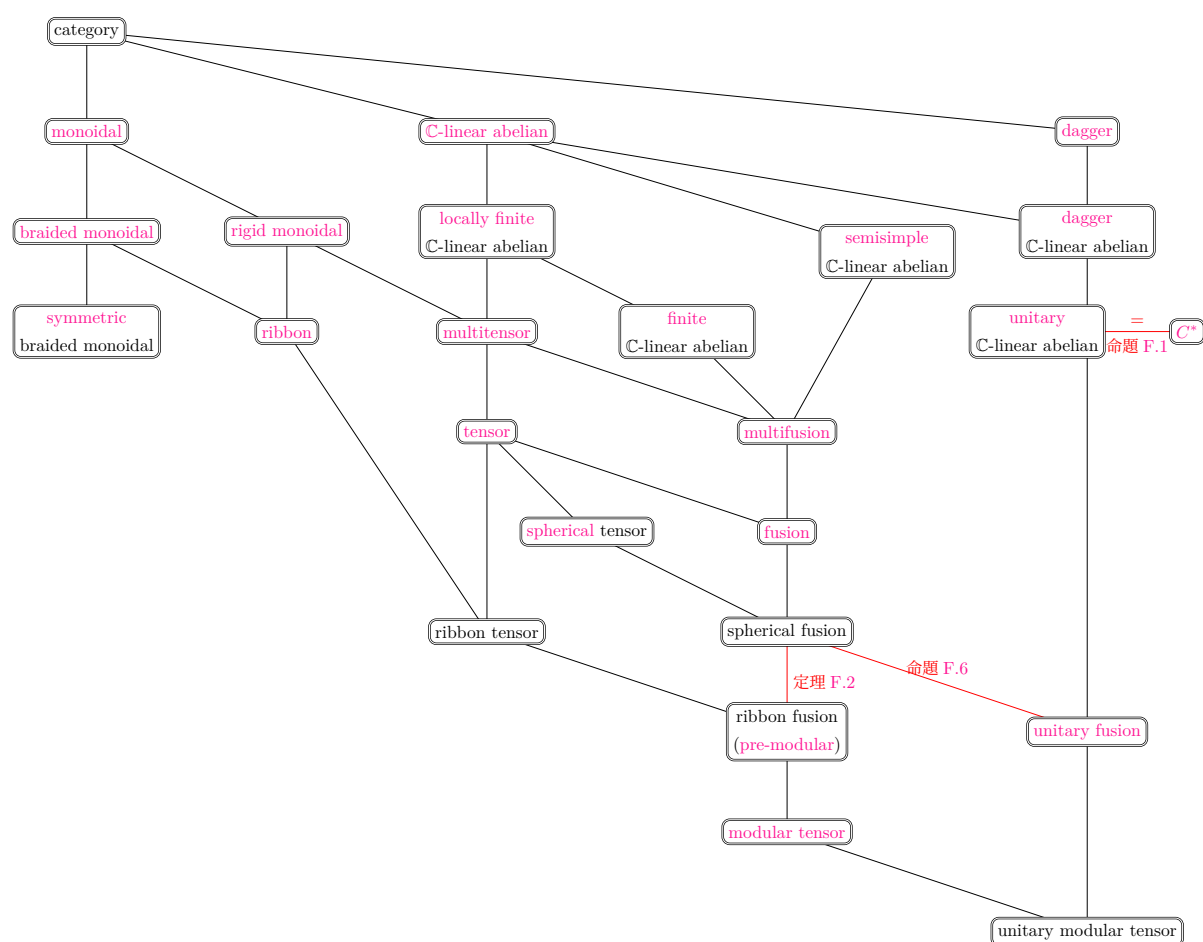 category
monoidal
ℂ-linear abelian
dagger
braided monoidal
rigid monoidal
locally finite
ℂ-linear abelian
semisimple
ℂ-linear abelian
dagger
ℂ-linear abelian
symmetric
braided monoidal
ribbon
multitensor
finite
ℂ-linear abelian
unitary
ℂ-linear abelian
=
命題 F.1
C*
tensor
multifusion
spherical tensor
fusion
ribbon tensor
spherical fusion
定理 F.2
命題 F.6
ribbon fusion
(pre-modular)
unitary fusion
modular tensor
unitary modular tensor